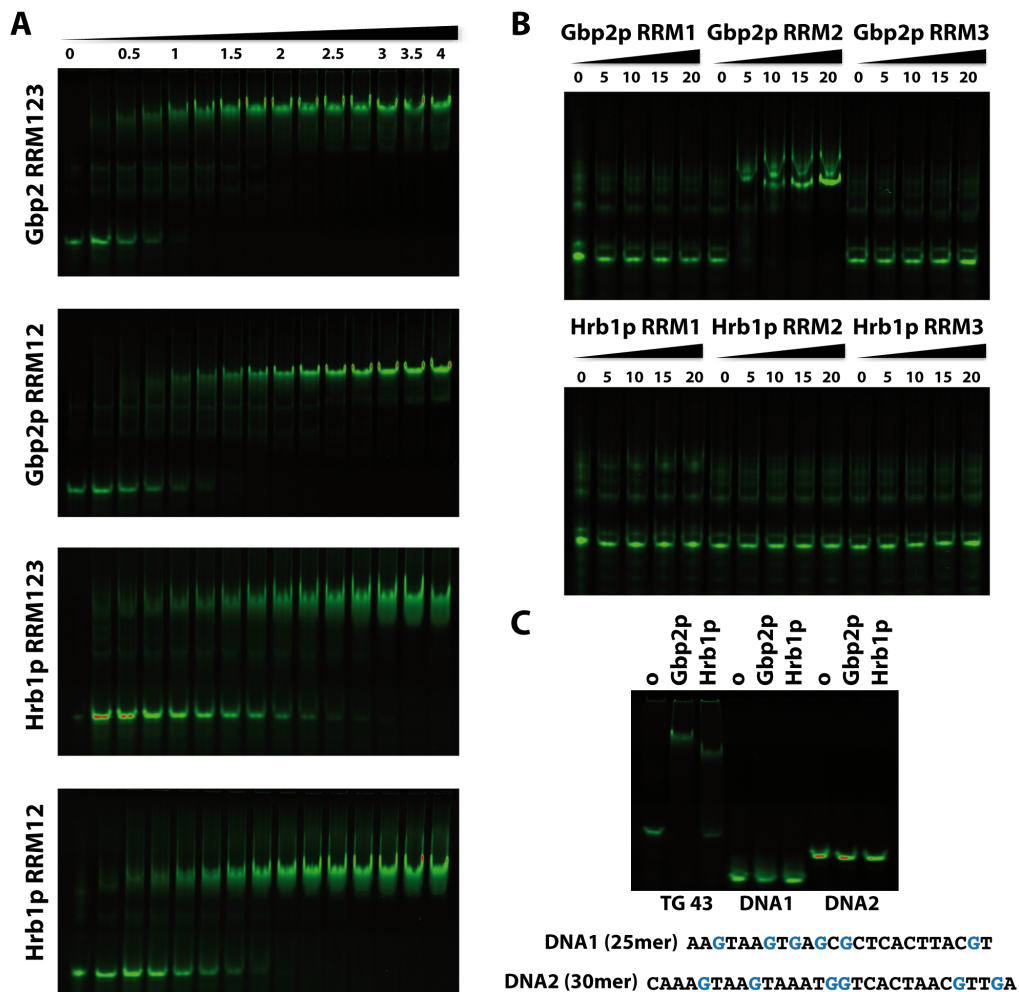 A
0 0.5 1 1.5 2 2.5 3 3.5 4
Gbp2 RRM123
Gbp2p RRM12
Hrb1p RRM123
Hrb1p RRM12
B
Gbp2p RRM1 Gbp2p RRM2 Gbp2p RRM3
0 5 10 15 20 0 5 10 15 20 0 5 10 15 20
Hrb1p RRM1 Hrb1p RRM2 Hrb1p RRM3
0 5 10 15 20 0 5 10 15 20 0 5 10 15 20
C
o Gbp2p Hrb1p o Gbp2p Hrb1p o Gbp2p Hrb1p
TG 43 DNA1 DNA2
DNA1 (25mer) AAGTAAGTGAGCGCTCACTTACGT
DNA2 (30mer) CAAAGTAAGTAAATGGTCACTAACGTTGA